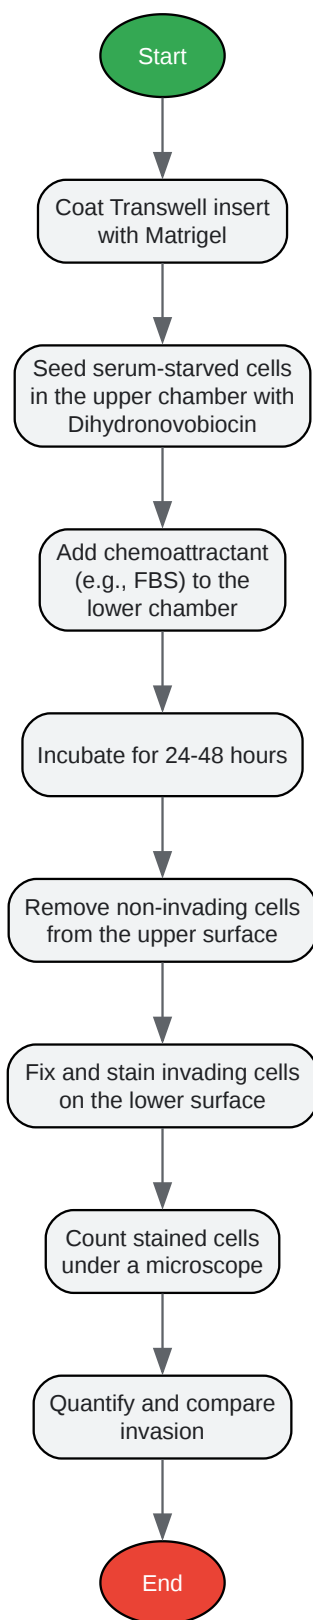 Start
Coat Transwell insert
with Matrigel
Seed serum-starved cells
in the upper chamber with
Dihydronovobiocin
Add chemoattractant
(e.g., FBS) to the
lower chamber
Incubate for 24-48 hours
Remove non-invading cells
from the upper surface
Fix and stain invading cells
on the lower surface
Count stained cells
under a microscope
Quantify and compare
invasion
End